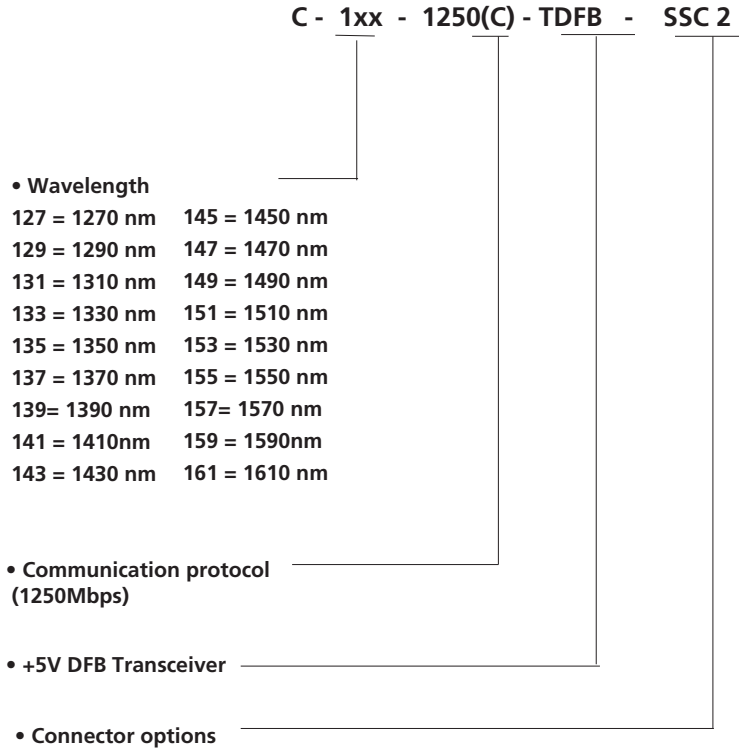 C - 1xx - 1250(C) - TDFB - SSC 2
• Wavelength
127 = 1270 nm 145 = 1450 nm
129 = 1290 nm 147 = 1470 nm
131 = 1310 nm 149 = 1490 nm
133 = 1330 nm 151 = 1510 nm
135 = 1350 nm 153 = 1530 nm
137 = 1370 nm 155 = 1550 nm
139= 1390 nm 157= 1570 nm
141 = 1410nm 159 = 1590nm
143 = 1430 nm 161 = 1610 nm
• Communication protocol
(1250Mbps)
• +5V DFB Transceiver
• Connector options